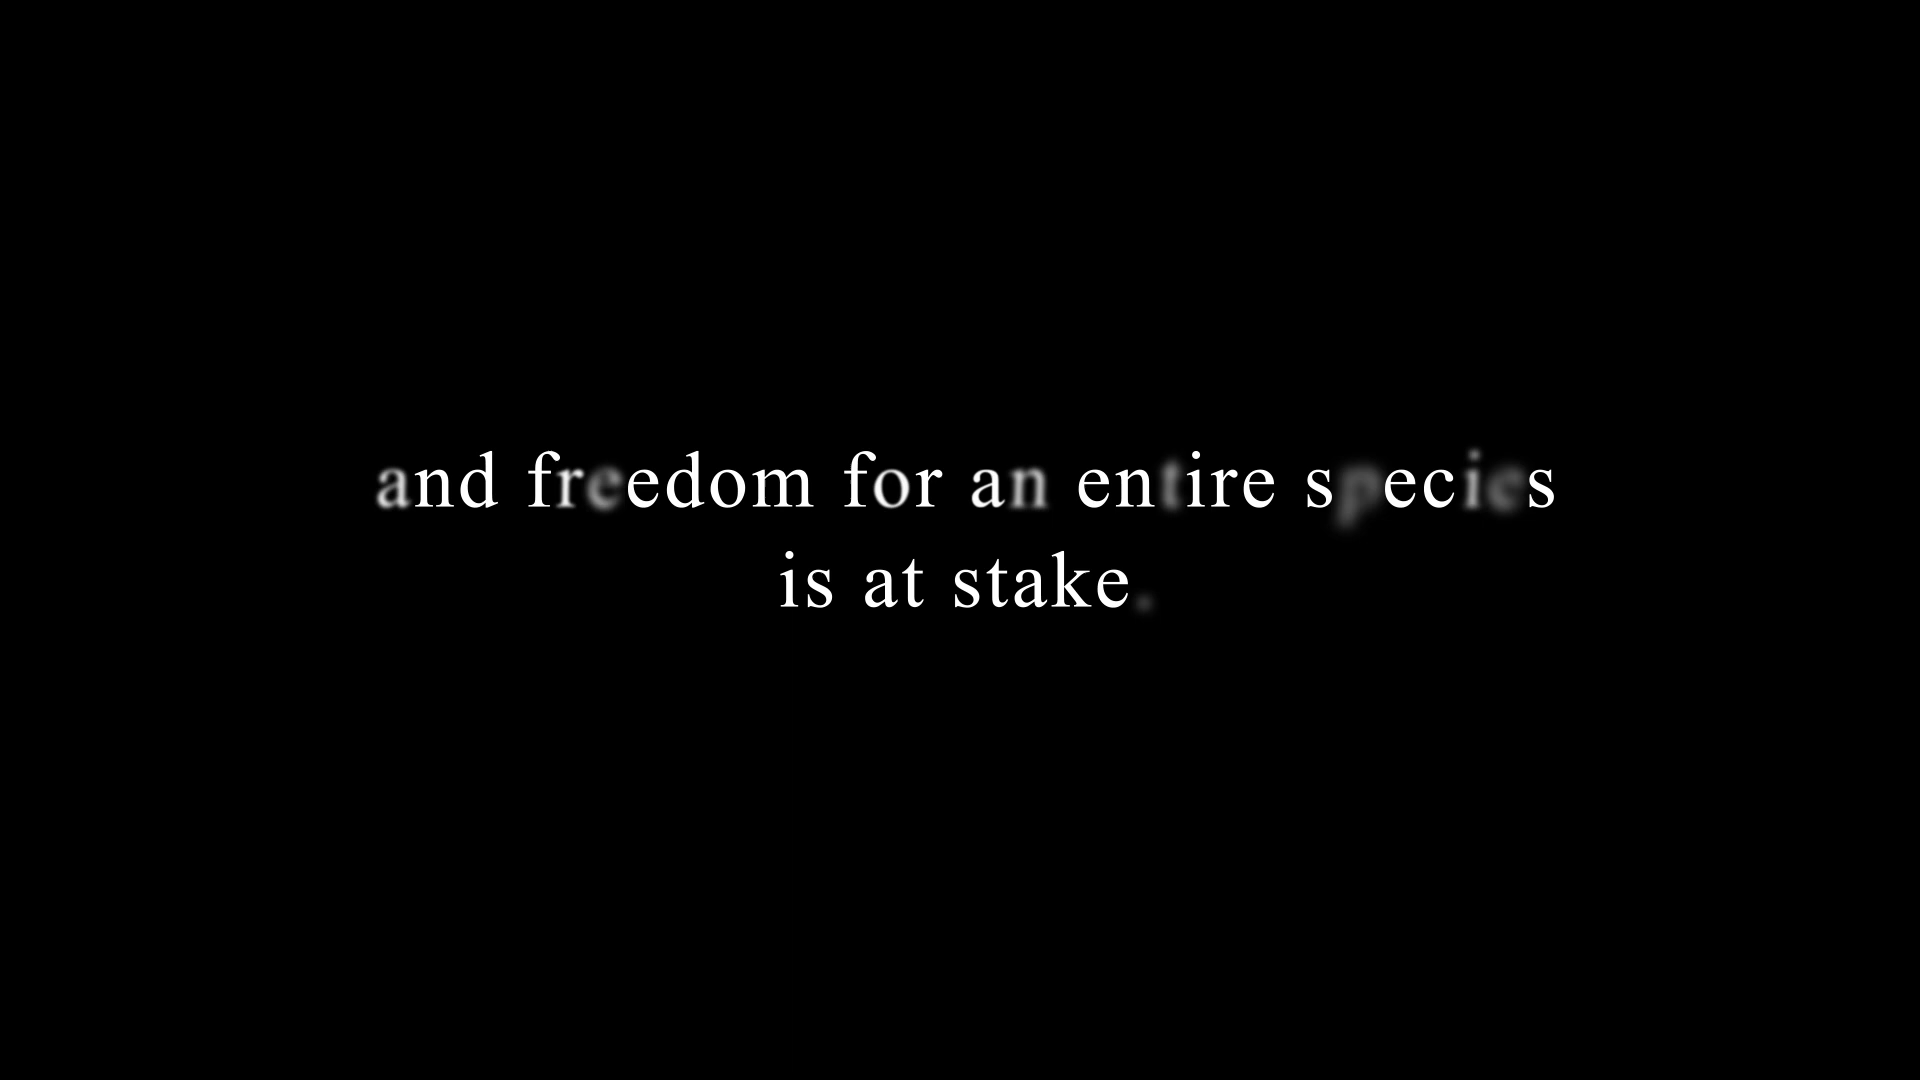 and freedom for an entire species
is at stake.